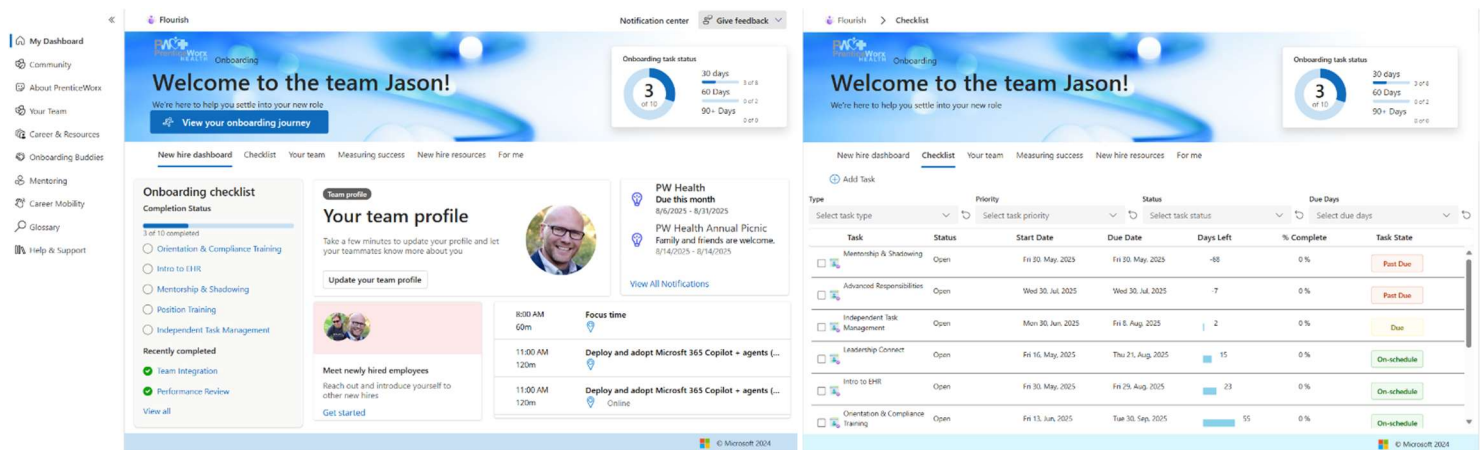 Flourish
Notification center
Give feedback
My Dashboard
Community
About PrenticeWorx
Your Team
Career & Resources
Onboarding Buddies
Mentoring
Career Mobility
Glossary
Help & Support
PrenticeWorx
HEALTH
Onboarding
Welcome to the team Jason!
We're here to help you settle into your new role
View your onboarding journey
Onboarding task status
3
of 10
30 days
60 Days
0 of 2
90+ Days
New hire dashboard
Checklist
Your team
Measuring success
New hire resources
For me
Onboarding checklist
Completion Status
3 of 10 completed
Orientation & Compliance Training
Intro to EHR
Mentorship & Shadowing
Position Training
Independent Task Management
Recently completed
Team Integration
Performance Review
View all
Team profile
Your team profile
Take a few minutes to update your profile and let
your teammates know more about you
Update your team profile
PW Health
Due this month
8/6/2025 - 8/31/2025
PW Health Annual Picnic
Family and friends are welcome.
8/14/2025 - 8/14/2025
View All Notifications
Meet newly hired employees
Reach out and introduce yourself to
other new hires
Get started
8:00 AM
60m
Focus time
11:00 AM
120m
Deploy and adopt Microsft 365 Copilot + agents (...
11:00 AM
120m
Deploy and adopt Microsft 365 Copilot + agents (...
Online
© Microsoft 2024
Flourish > Checklist
PrenticeWorx
HEALTH
Onboarding
Welcome to the team Jason!
We're here to help you settle into your new role
Onboarding task status
3
of 10
30 days
60 Days
0 of 2
90+ Days
New hire dashboard
Checklist
Your team
Measuring success
New hire resources
For me
Add Task
Type
Priority
Status
Due Days
Select task type
Select task priority
Select task status
Select due days
Task Status Start Date Due Date Days Left % Complete Task State
Mentorship & Shadowing Open Fri 30, May, 2025 Fri 30, May, 2025 -68 0 % Past Due
Advanced Responsibilities Open Wed 30, Jul, 2025 Wed 30, Jul, 2025 -7 0 % Past Due
Independent Task
Management Open Mon 30, Jun, 2025 Fri 8, Aug, 2025 2 0 % Due
Leadership Connect Open Fri 16, May, 2025 Thu 21, Aug, 2025 15 0 % On-schedule
Intro to EHR Open Fri 30, May, 2025 Fri 29, Aug, 2025 23 0 % On-schedule
Orientation & Compliance
Training Open Fri 13, Jun, 2025 Tue 30, Sep, 2025 55 0 % On-schedule
© Microsoft 2024